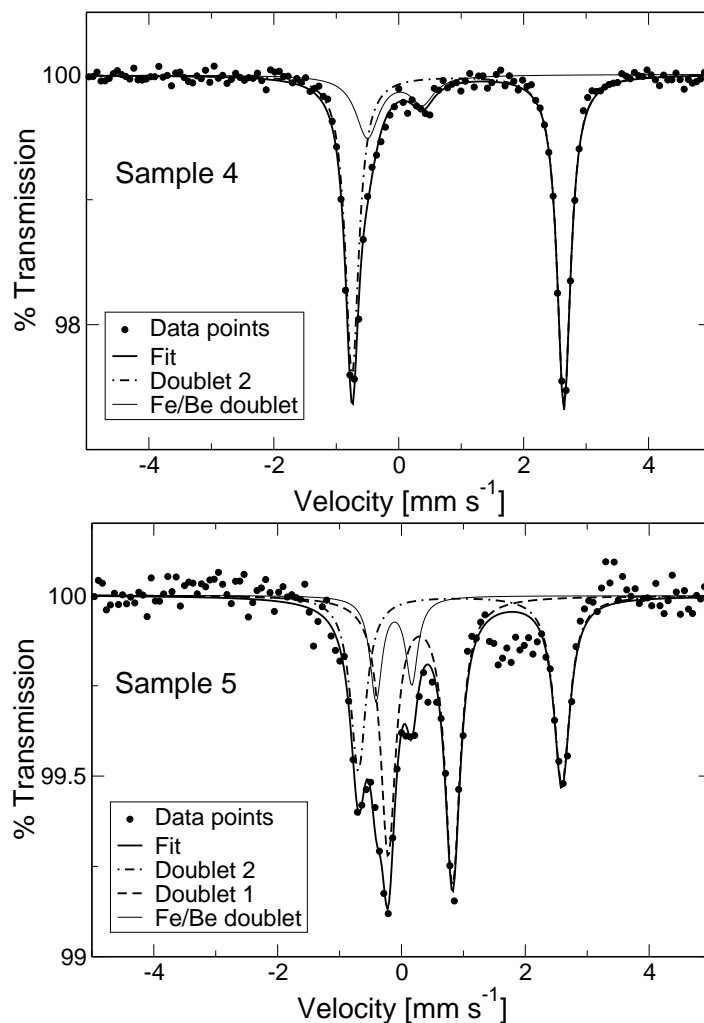 100
98
% Transmission
Sample 4
Data points
Fit
Doublet 2
Fe/Be doublet
-4 -2 0 2 4
Velocity [mm s⁻¹]
100
99.5
99
% Transmission
Sample 5
Data points
Fit
Doublet 2
Doublet 1
Fe/Be doublet
-4 -2 0 2 4
Velocity [mm s⁻¹]